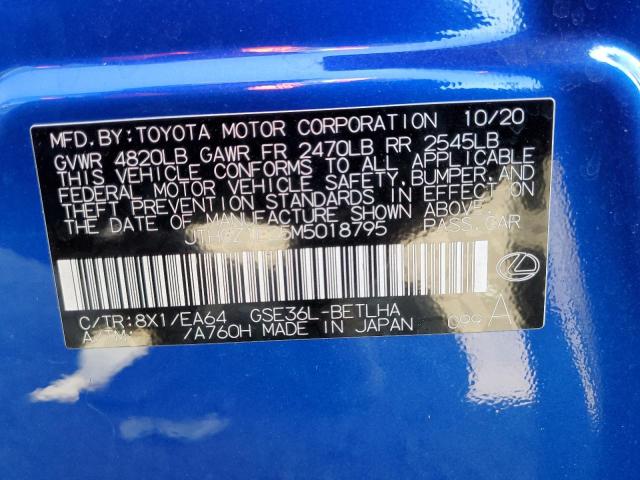 MFD.BY:TOYOTA MOTOR CORPORATION 10/20
GVWR 4820LB GAWR FR 2470LB RR 2545LB
THIS VEHICLE CONFORMS TO ALL APPLICABLE
FEDERAL MOTOR VEHICLE SAFETY, BUMPER, AND
THEFT PREVENTION STANDARDS IN EFFECT ON
THE DATE OF MANUFACTURE SHOWN ABOVE.
PASS.CAR
C/TR:8X1/EA64 GSE36L-BETLHA
A/TM: /A760H MADE IN JAPAN 099 A